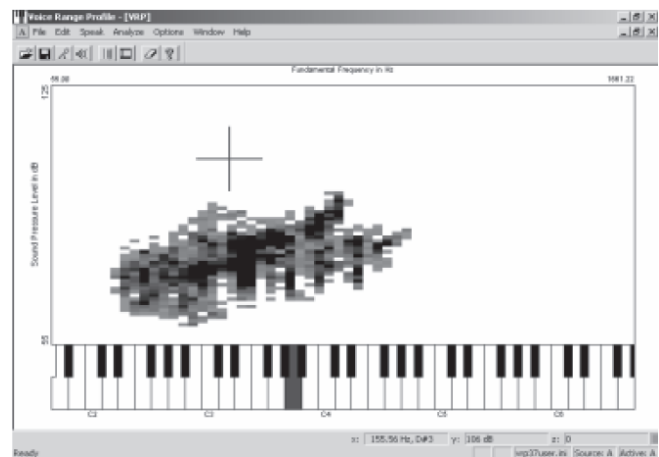 Voice Range Profile - [VRP]
File Edit Speak Analyze Options Window Help
Fundamental Frequency in Hz
55.00 1661.22
125
Sound Pressure Level in dB
55
C2 C3 C4 C5 C6
x: 155.56 Hz, D#3 y: 106 dB z: 0
Ready vrp37user.ini Source: A Active: A